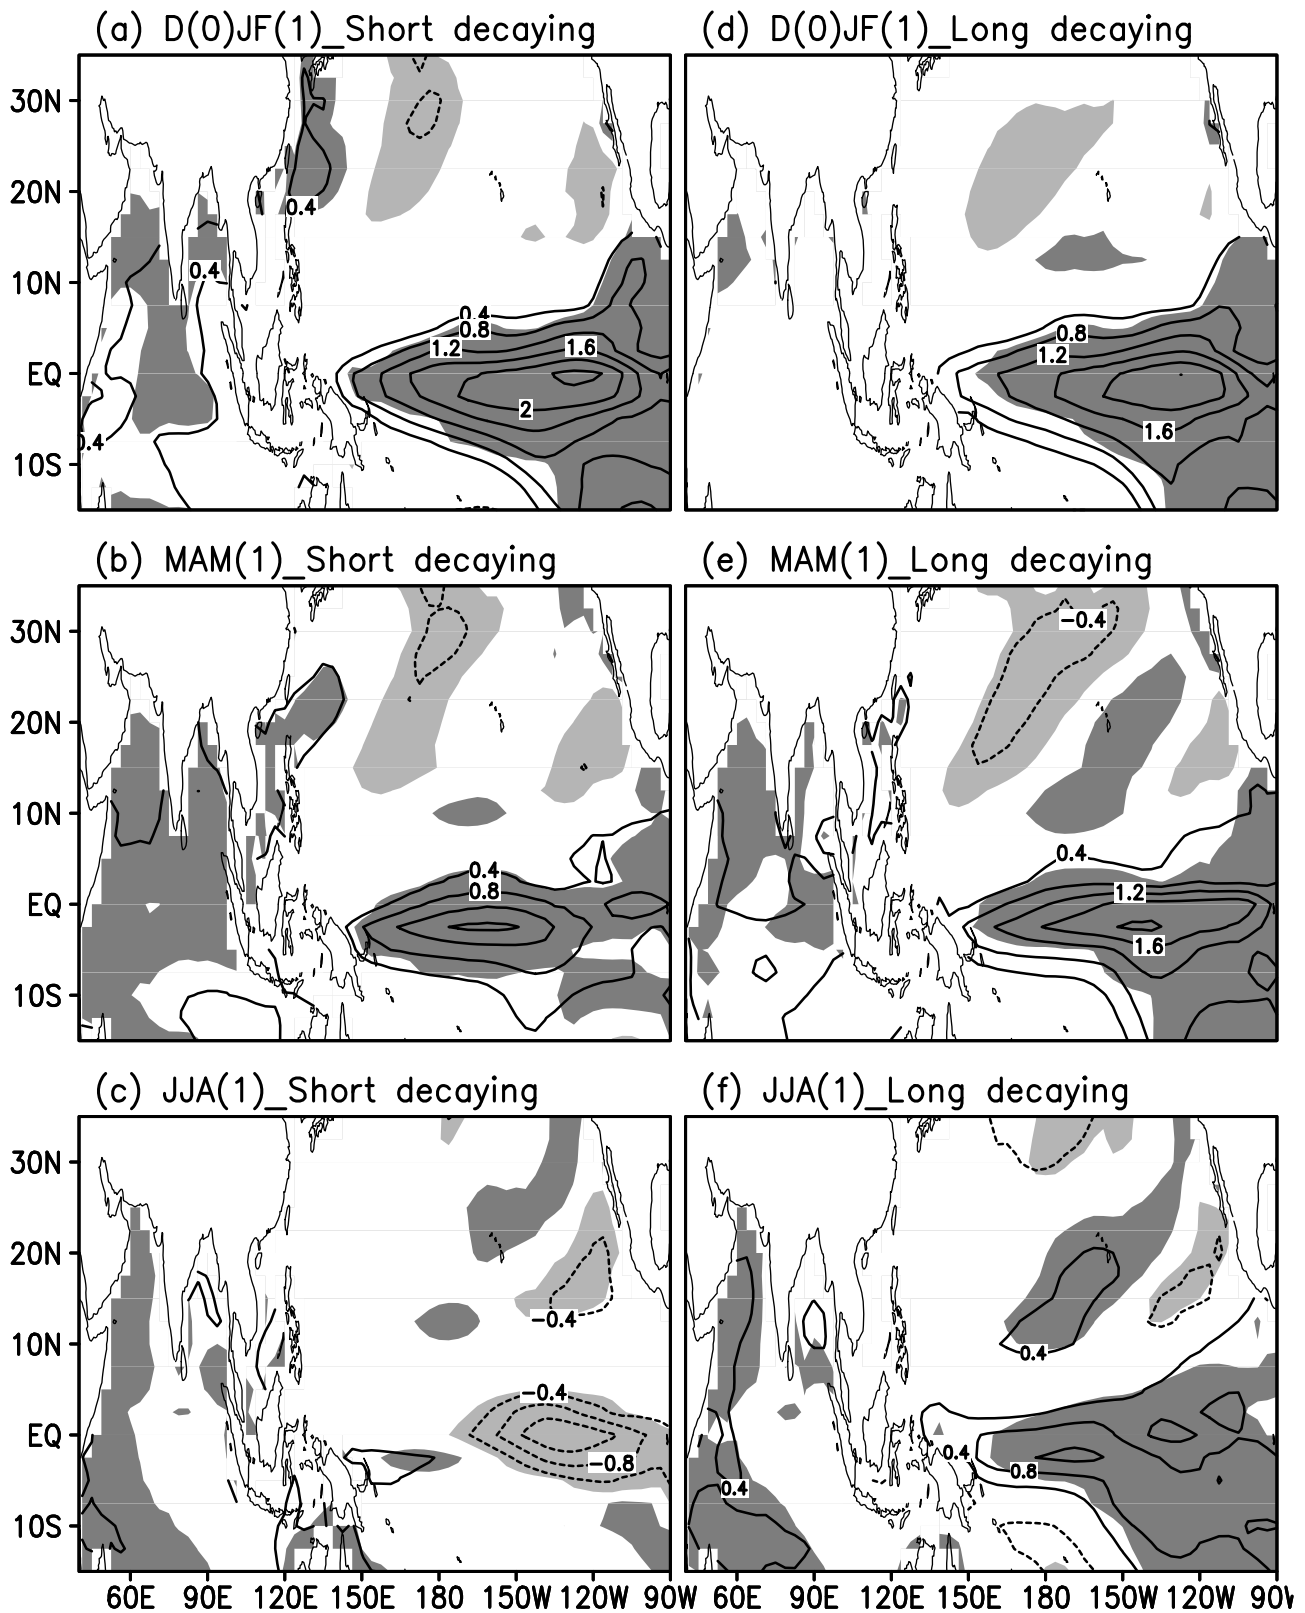 (a) D(0)JF(1)_Short decaying
(d) D(0)JF(1)_Long decaying
30N
20N
10N
EQ
10S
0.4
0.4
0.4
0.4
0.8
1.2
1.6
2
0.8
1.2
1.6
(b) MAM(1)_Short decaying
(e) MAM(1)_Long decaying
30N
20N
10N
EQ
10S
0.4
0.8
-0.4
0.4
1.2
1.6
(c) JJA(1)_Short decaying
(f) JJA(1)_Long decaying
30N
20N
10N
EQ
10S
-0.4
-0.4
-0.8
0.4
0.4
0.8
0.4
60E 90E 120E 150E 180 150W 120W 90W
60E 90E 120E 150E 180 150W 120W 90W